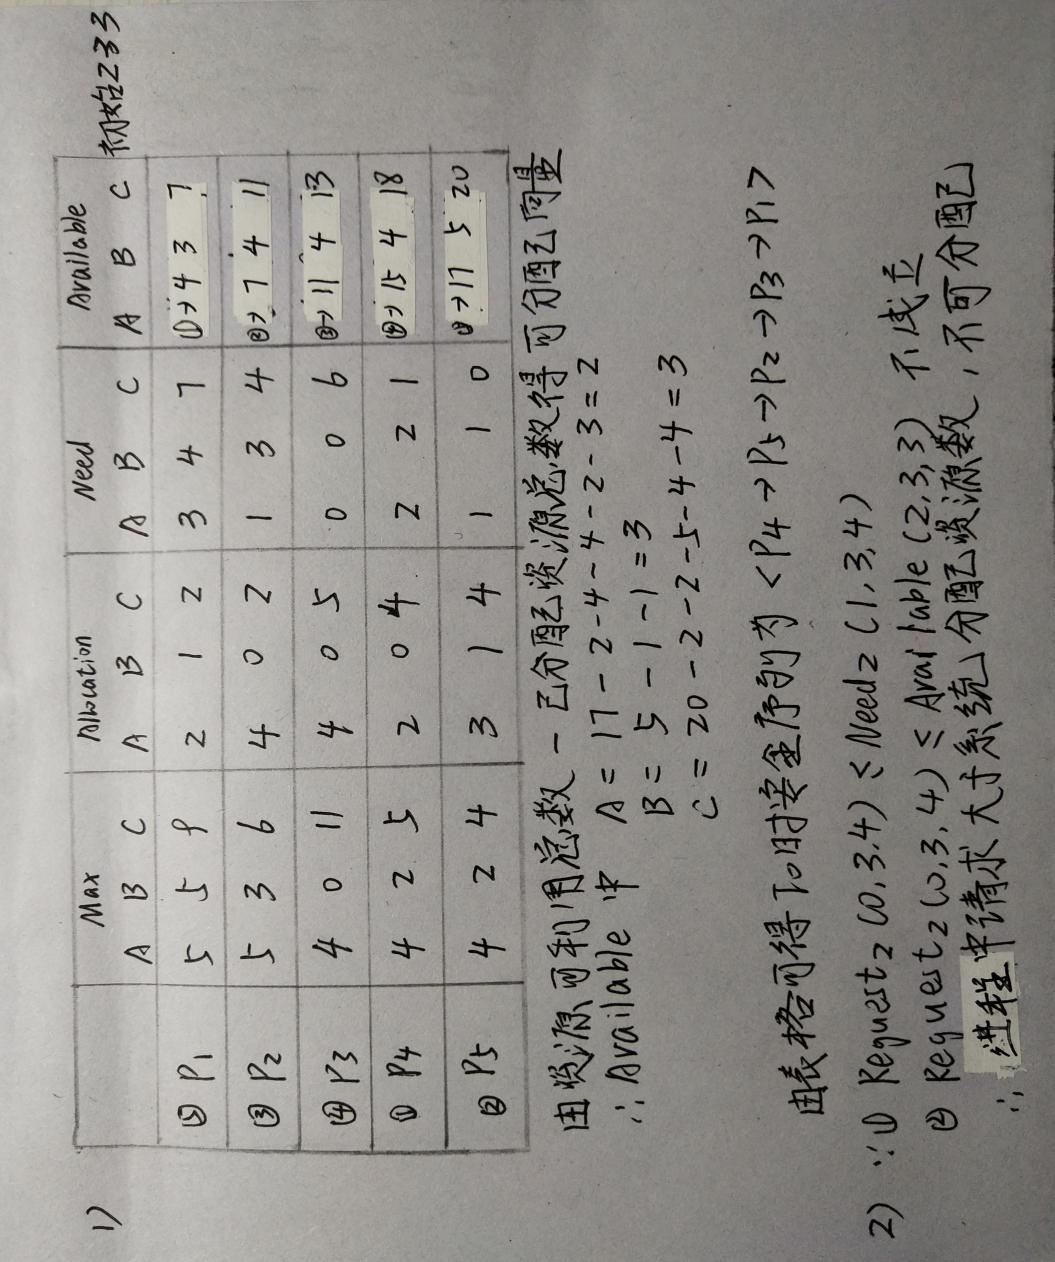 1)
Max Allocation Need Available
A B C A B C A B C A B C 初始233
⑤ P1 5 5 9 2 1 2 3 4 7 ①→4 3 7
③ P2 5 3 6 4 0 2 1 3 4 ②→7 4 11
④ P3 4 0 11 4 0 5 0 0 6 ③→11 4 13
① P4 4 2 5 2 0 4 2 2 1 ④→15 4 18
② P5 4 2 4 3 1 4 1 1 0 ⑤→17 5 20
由资源可利用总数-已分配资源总数得可分配向量
∴ Available 中 A = 17-2-4-4-2-3=2
B = 5-1-1=3
C = 20-2-2-5-4-4=3
由表格可得T0时安全序列为<P4→P5→P2→P3→P1>
2) ∵① Request2(0,3,4)<Need2(1,3,4)
② Request2(0,3,4)≤Available(2,3,3) 不成立
∴进程申请请求大于系统分配资源数,不可分配